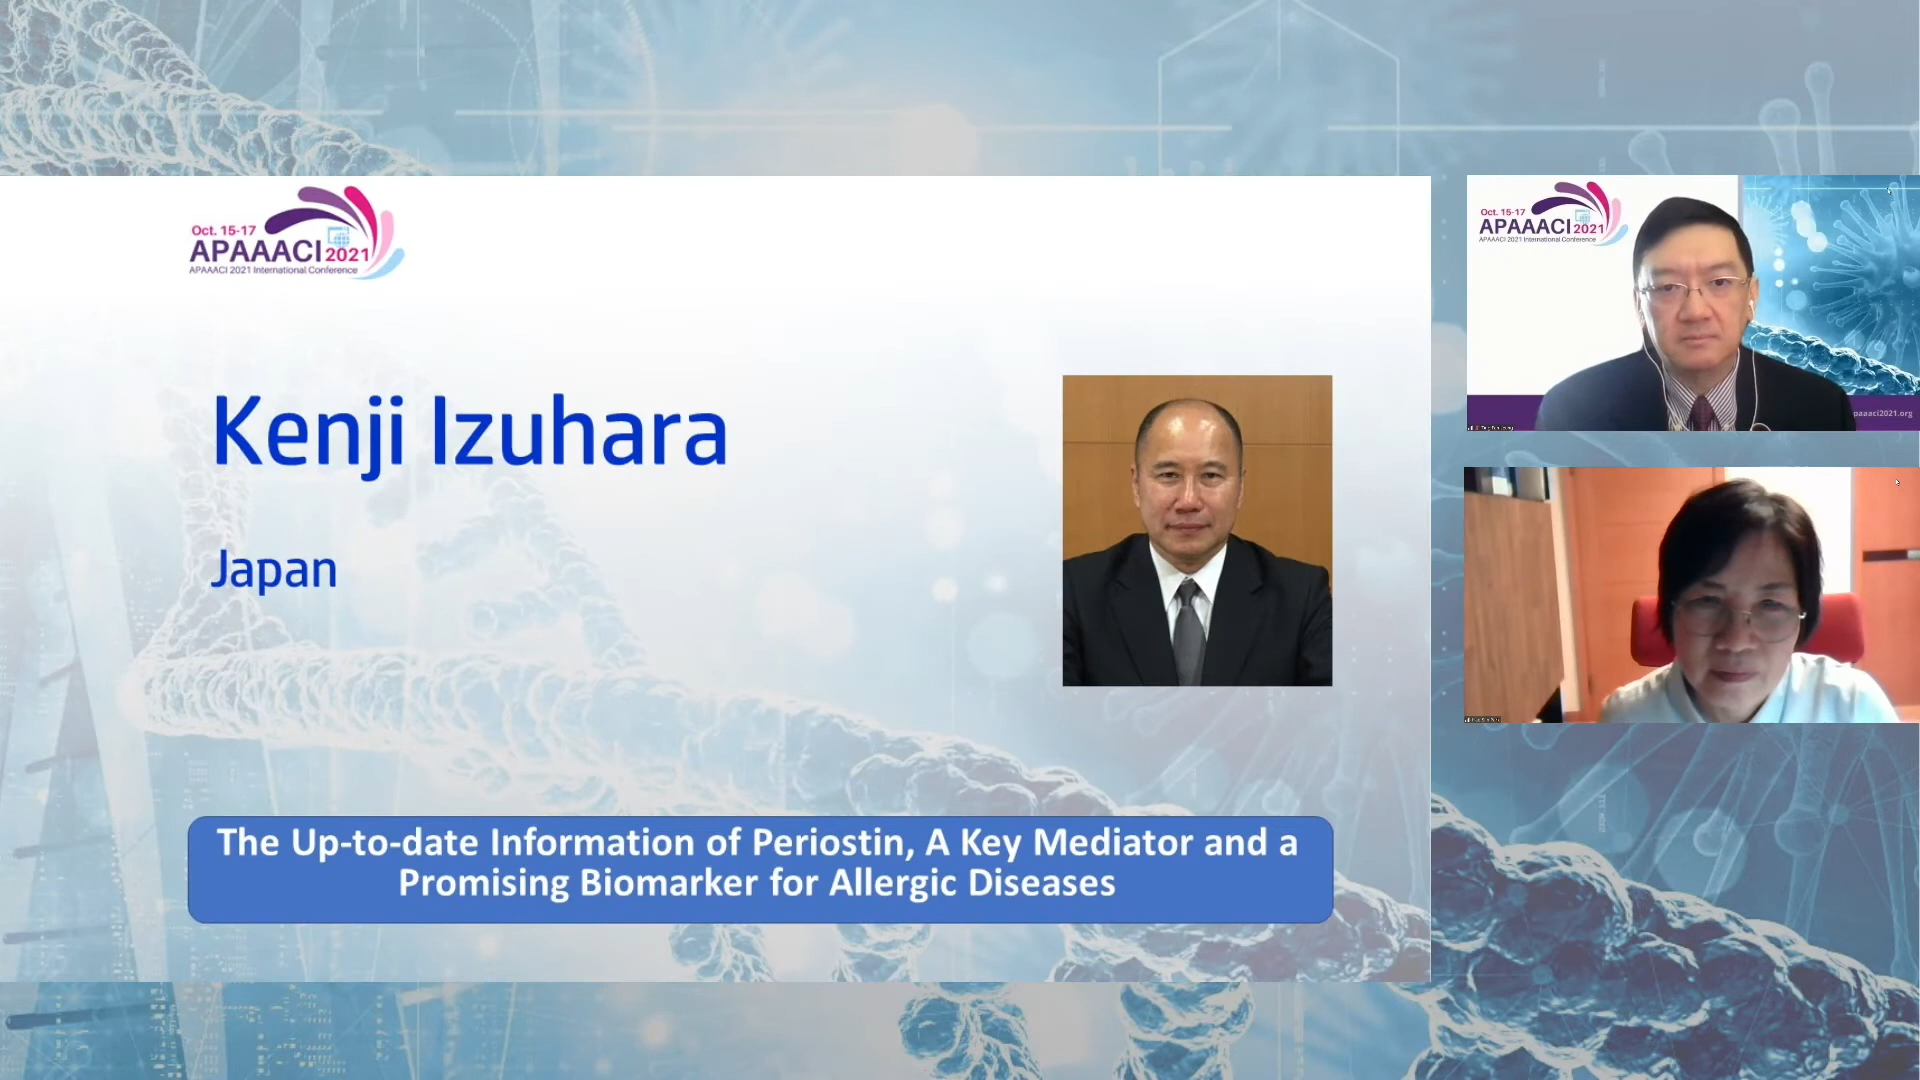 Oct. 15-17
APAAACI 2021
APAAACI 2021 International Conference
Kenji Izuhara
Japan
The Up-to-date Information of Periostin, A Key Mediator and a
Promising Biomarker for Allergic Diseases
Oct. 15-17
APAAACI 2021
APAAACI 2021 International Conference
paaaci2021.org